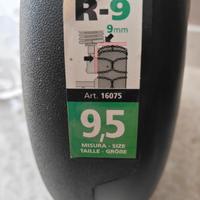 R-9
9mm
Art. 16075
9,5
MISURA - SIZE
TAILLE - GRÖßE